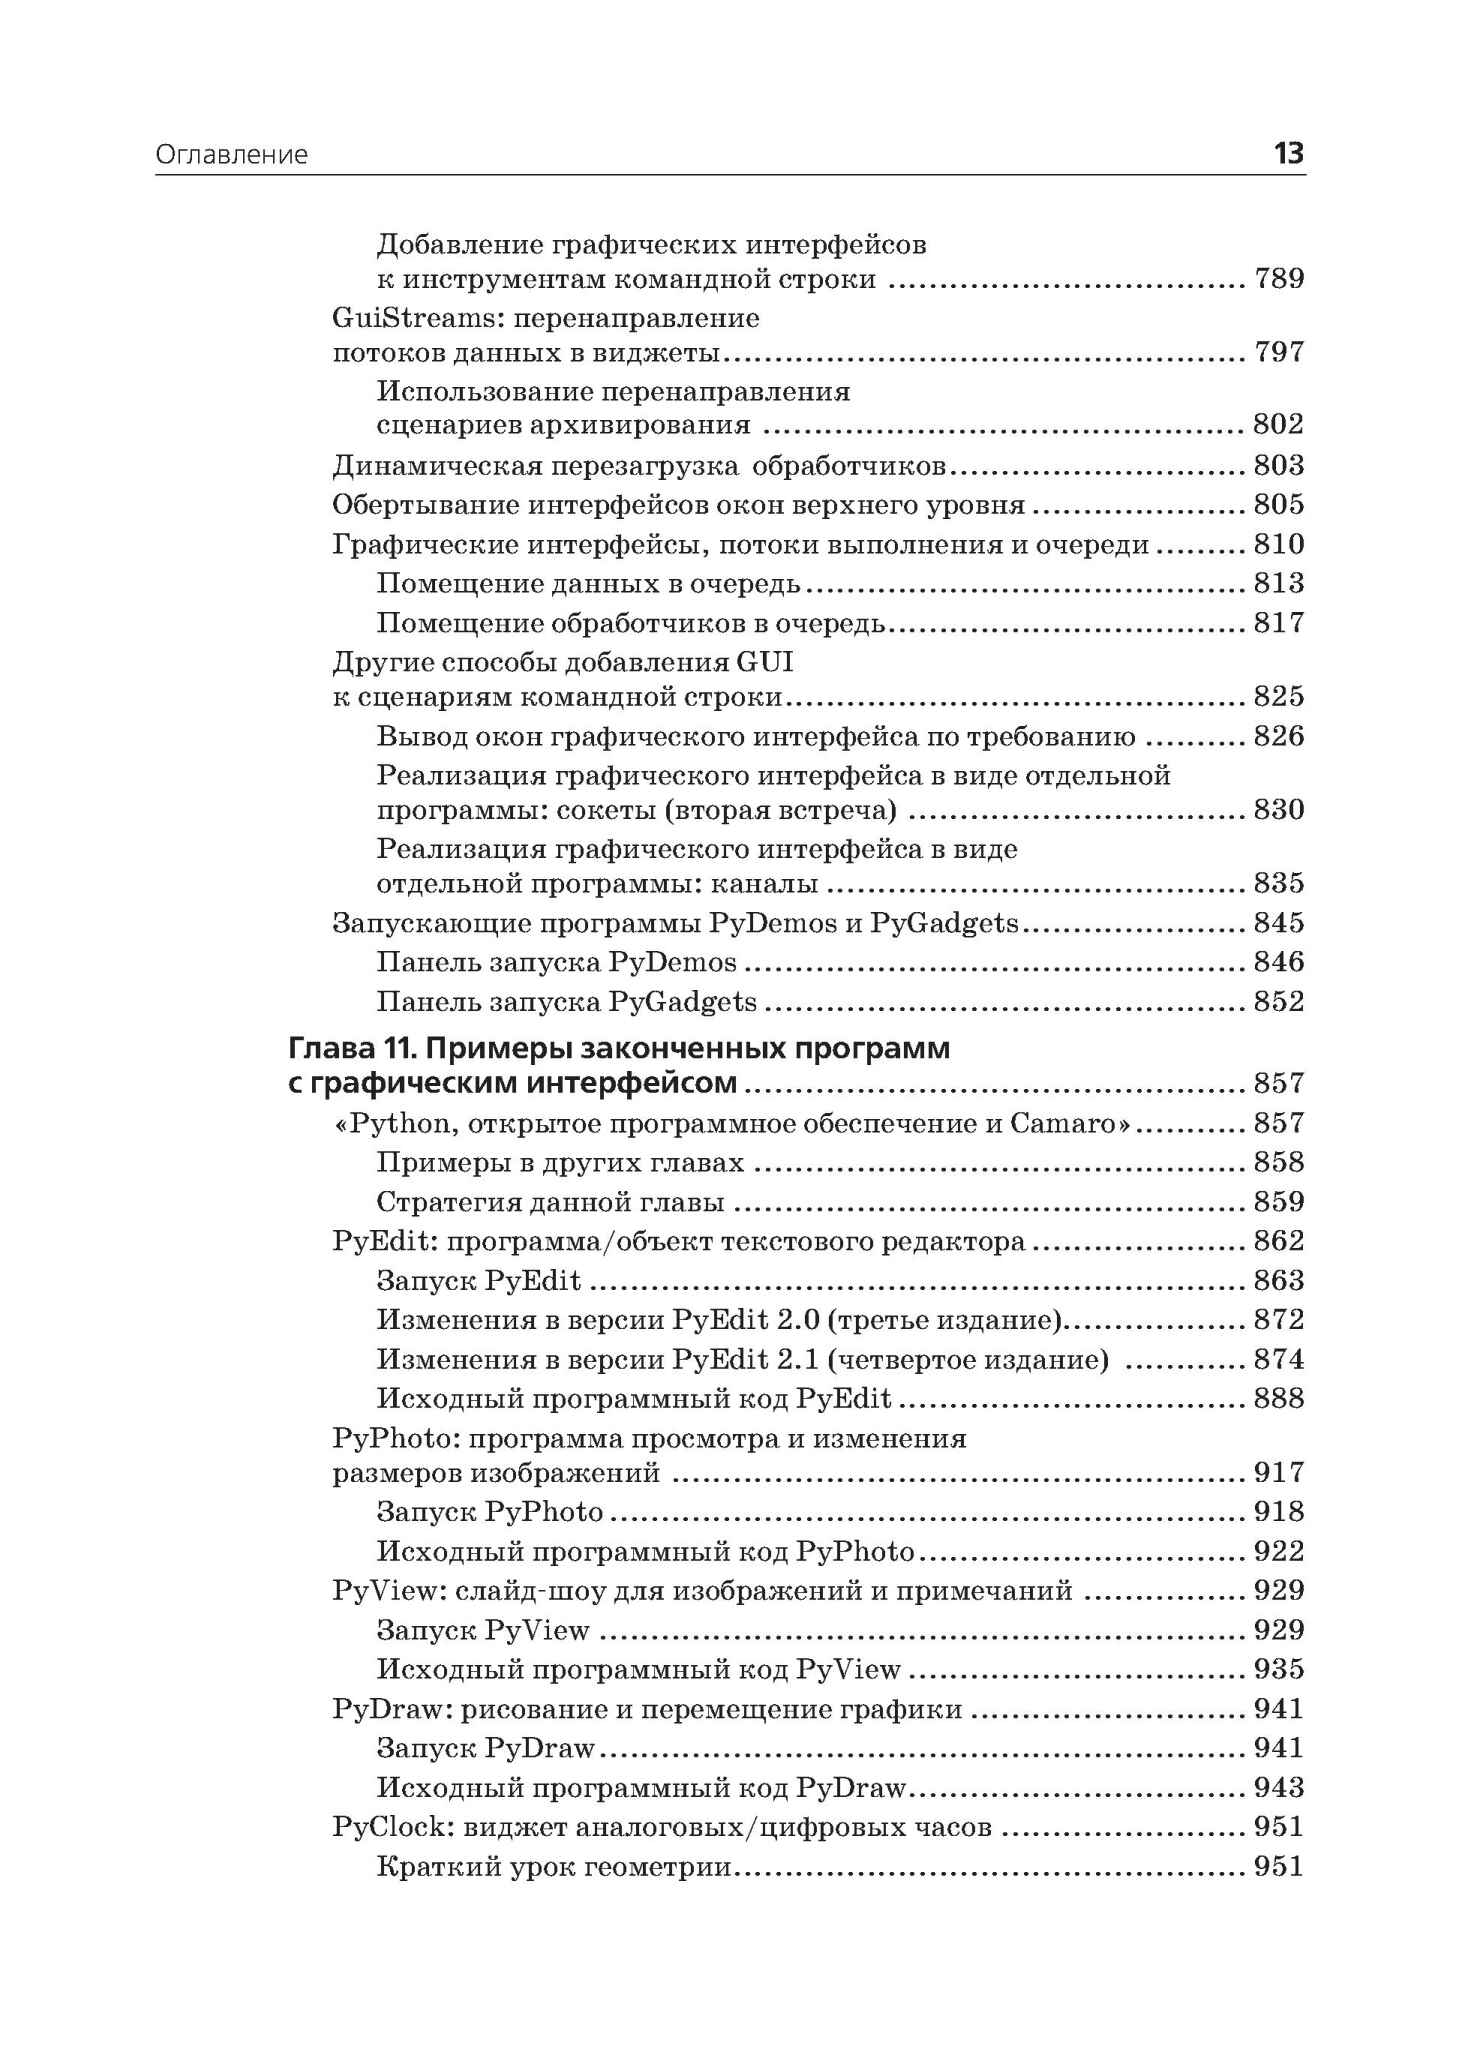 Оглавление 13
Добавление графических интерфейсов
к инструментам командной строки .................................. 789
GuiStreams: перенаправление
потоков данных в виджеты.................................................. 797
Использование перенаправления
сценариев архивирования .............................................. 802
Динамическая перезагрузка обработчиков............................ 803
Обертывание интерфейсов окон верхнего уровня..................... 805
Графические интерфейсы, потоки выполнения и очереди......... 810
Помещение данных в очередь.......................................... 813
Помещение обработчиков в очередь.................................. 817
Другие способы добавления GUI
к сценариям командной строки............................................ 825
Вывод окон графического интерфейса по требованию .......... 826
Реализация графического интерфейса в виде отдельной
программы: сокеты (вторая встреча) ................................ 830
Реализация графического интерфейса в виде
отдельной программы: каналы ........................................ 835
Запускающие программы PyDemos и PyGadgets...................... 845
Панель запуска PyDemos................................................ 846
Панель запуска PyGadgets.............................................. 852
Глава 11. Примеры законченных программ
с графическим интерфейсом................................................ 857
«Python, открытое программное обеспечение и Camaro»........... 857
Примеры в других главах ............................................... 858
Стратегия данной главы ................................................. 859
PyEdit: программа/объект текстового редактора..................... 862
Запуск PyEdit .............................................................. 863
Изменения в версии PyEdit 2.0 (третье издание).................. 872
Изменения в версии PyEdit 2.1 (четвертое издание) ............ 874
Исходный программный код PyEdit.................................. 888
PyPhoto: программа просмотра и изменения
размеров изображений ....................................................... 917
Запуск PyPhoto............................................................. 918
Исходный программный код PyPhoto................................ 922
PyView: слайд-шоу для изображений и примечаний ................ 929
Запуск PyView .............................................................. 929
Исходный программный код PyView................................. 935
PyDraw: рисование и перемещение графики........................... 941
Запуск PyDraw.............................................................. 941
Исходный программный код PyDraw................................. 943
PyClock: виджет аналоговых/цифровых часов ........................ 951
Краткий урок геометрии................................................. 951